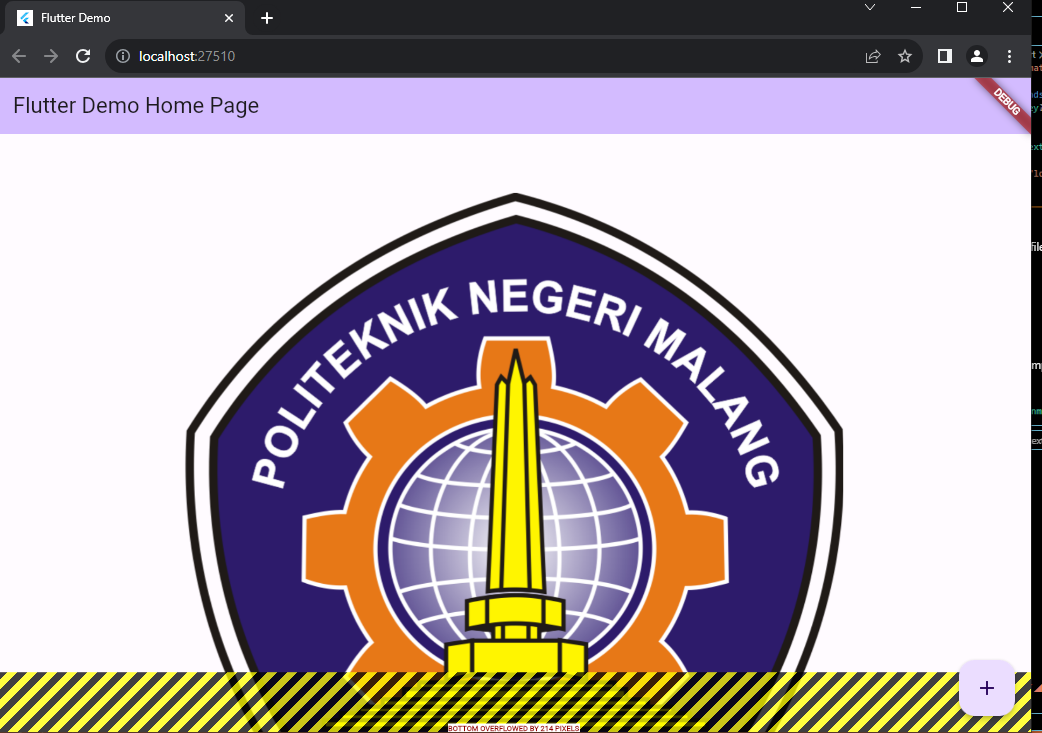 Flutter Demo
localhost:27510
Flutter Demo Home Page
DEBUG
POLITEKNIK NEGERI MALANG
BOTTOM OVERFLOWED BY 214 PIXELS